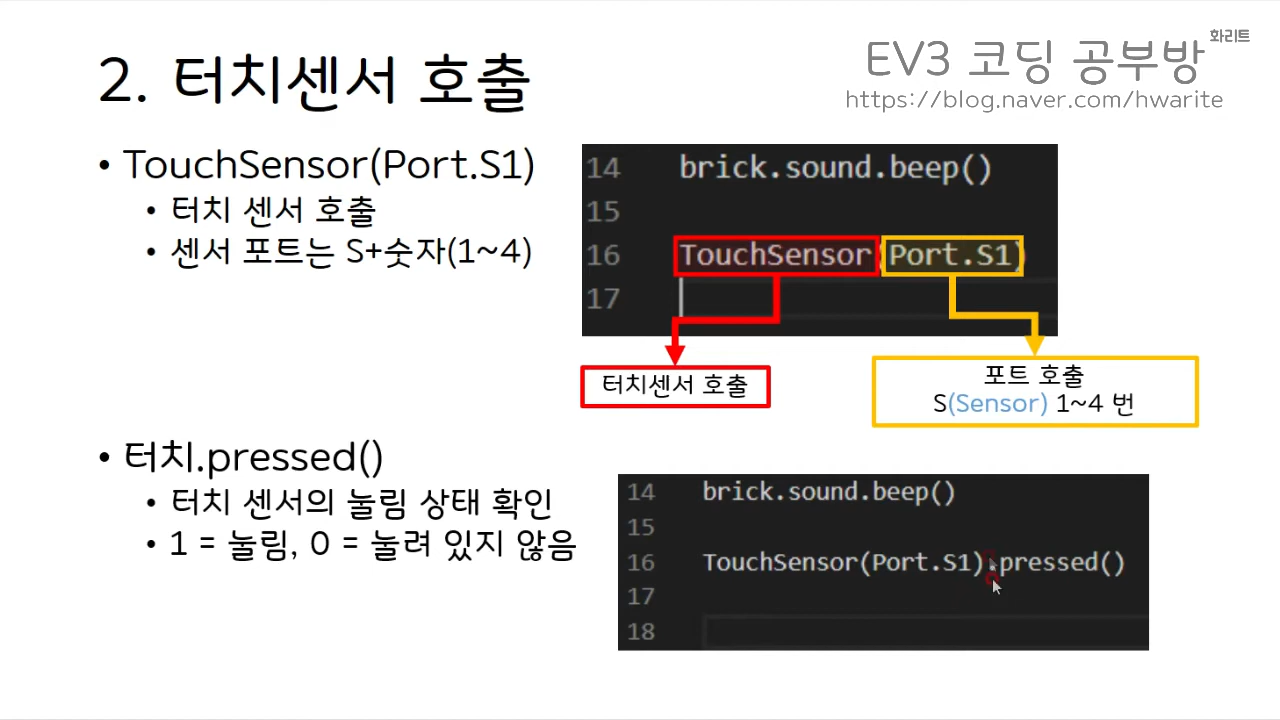 2. 터치센서 호출
EV3 코딩 공부방
화리트
https://blog.naver.com/hwarite
• TouchSensor(Port.S1)
• 터치 센서 호출
• 센서 포트는 S+숫자(1~4)
14 brick.sound.beep()
15
16 TouchSensor(Port.S1)
17
터치센서 호출
포트 호출
S(Sensor) 1~4 번
• 터치.pressed()
• 터치 센서의 눌림 상태 확인
• 1 = 눌림, 0 = 눌려 있지 않음
14 brick.sound.beep()
15
16 TouchSensor(Port.S1).pressed()
17
18